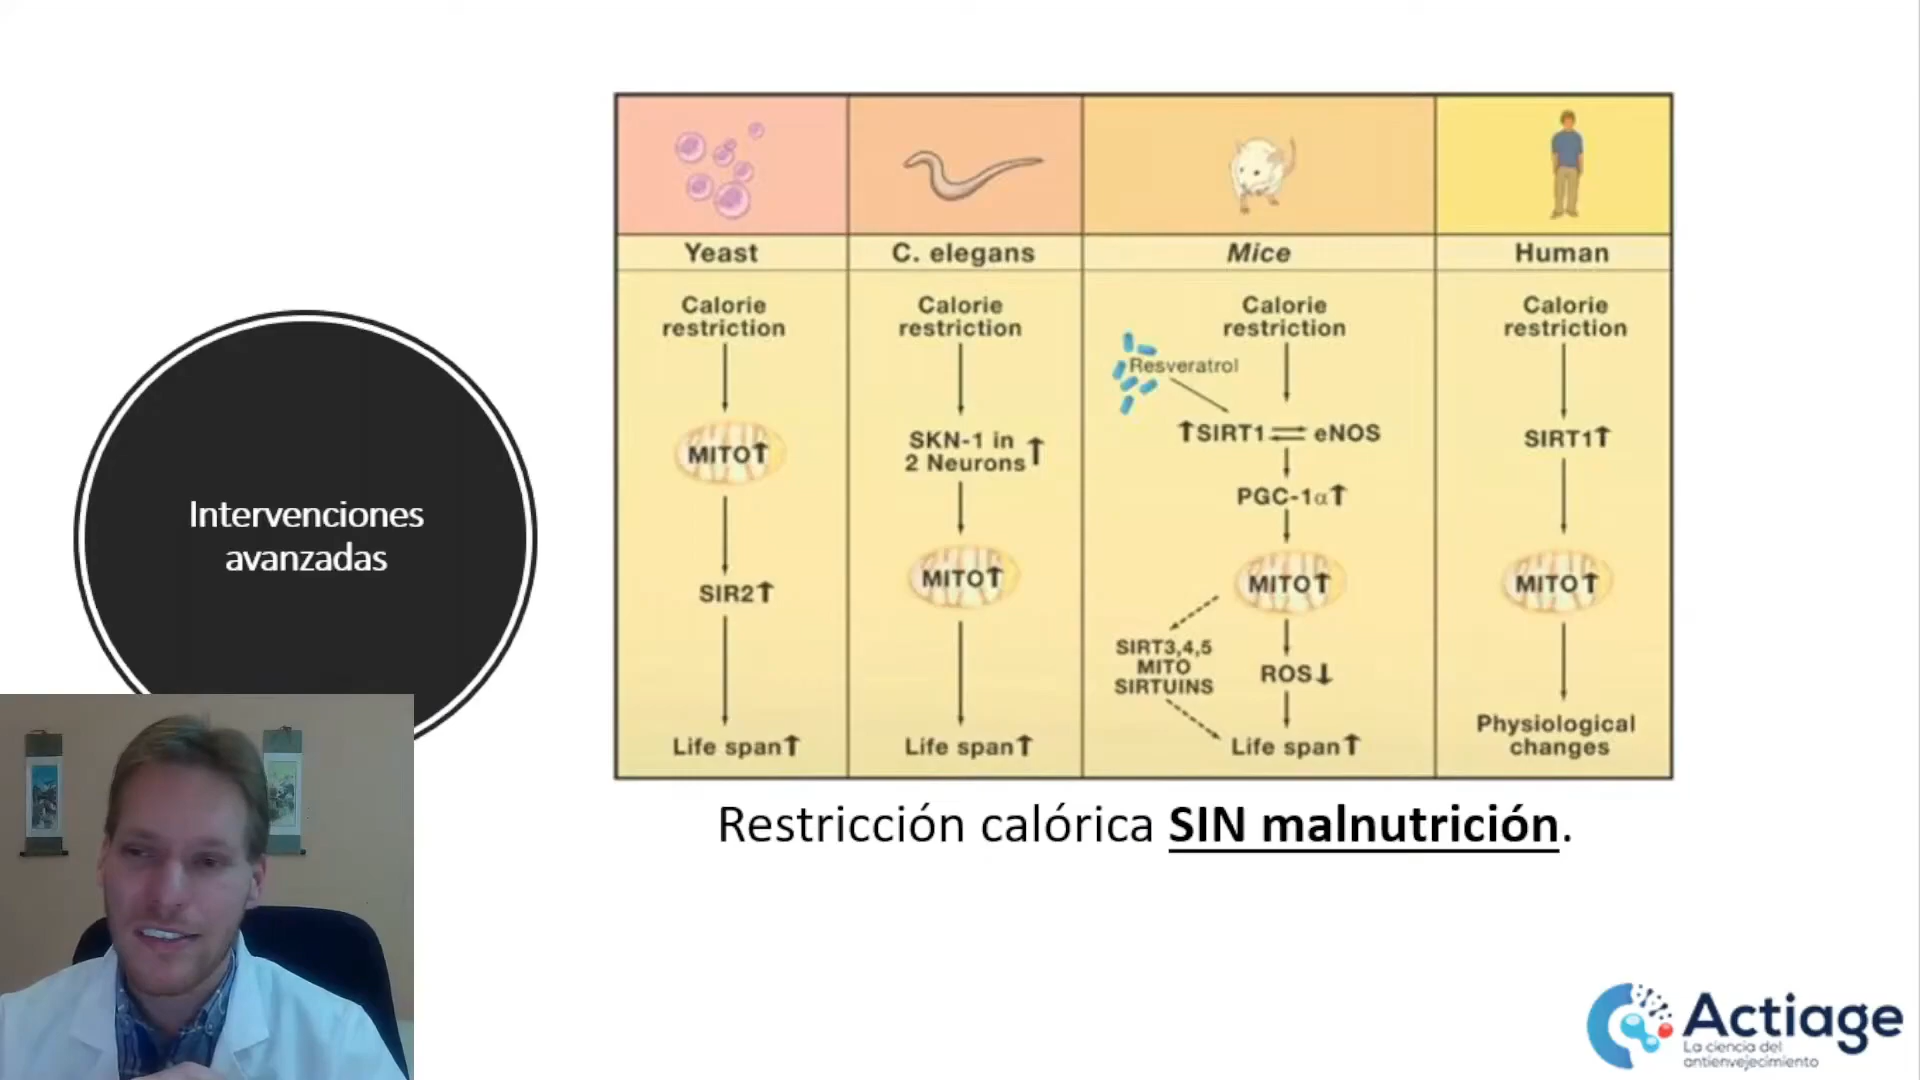 Intervenciones
avanzadas
Yeast
Calorie
restriction
MITO↑
SIR2↑
Life span↑
C. elegans
Calorie
restriction
SKN-1 in
2 Neurons↑
MITO↑
Life span↑
Mice
Calorie
restriction
Resveratrol
↑SIRT1 ⇌ eNOS
PGC-1α↑
MITO↑
SIRT3,4,5
MITO
SIRTUINS
ROS↓
Life span↑
Human
Calorie
restriction
SIRT1↑
MITO↑
Physiological
changes
Restricción calórica SIN malnutrición.
Actiage
La ciencia del
antienvejecimiento